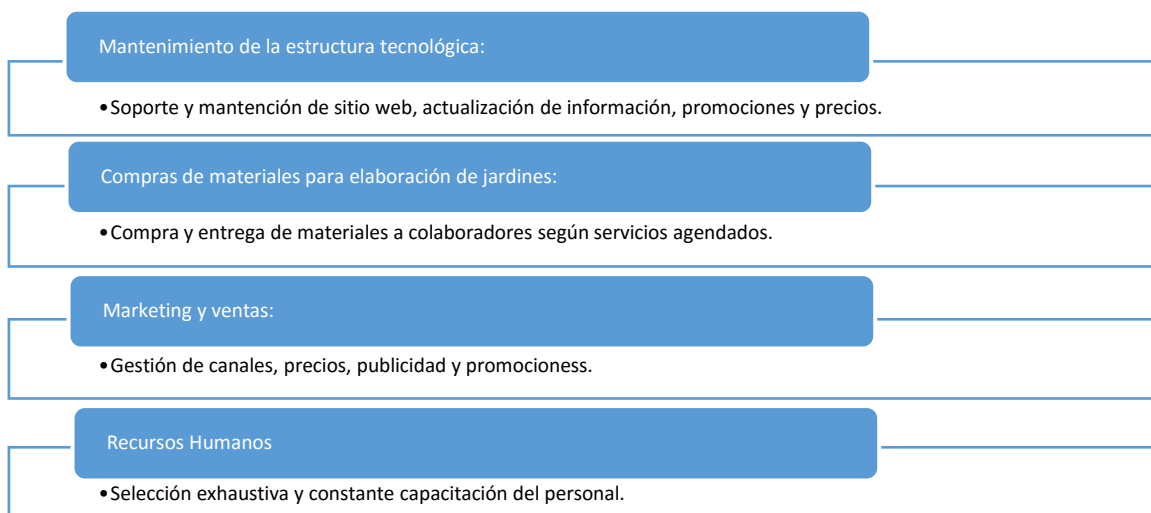 Mantenimiento de la estructura tecnológica:
•Soporte y mantención de sitio web, actualización de información, promociones y precios.
Compras de materiales para elaboración de jardines:
•Compra y entrega de materiales a colaboradores según servicios agendados.
Marketing y ventas:
•Gestión de canales, precios, publicidad y promocioness.
Recursos Humanos
•Selección exhaustiva y constante capacitación del personal.